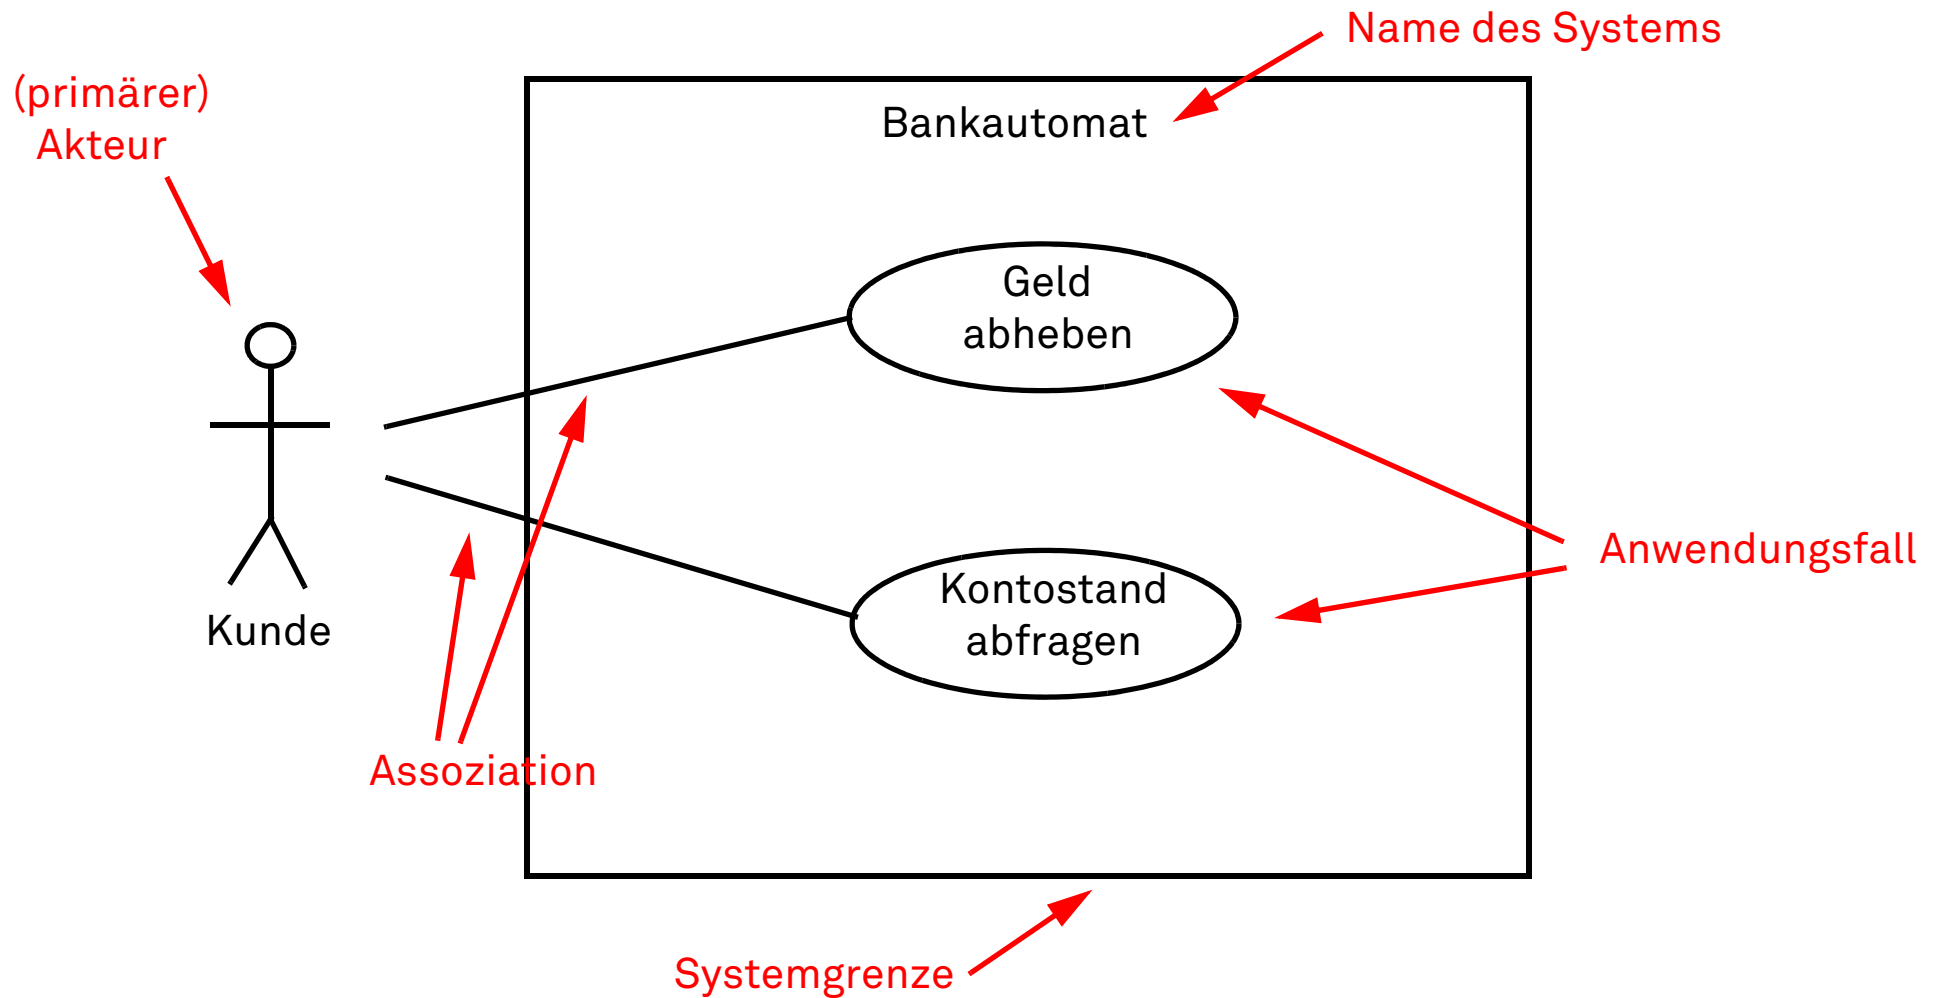 Name des Systems
(primärer)
Akteur
Bankautomat
Geld
abheben
Kunde
Kontostand
abfragen
Anwendungsfall
Assoziation
Systemgrenze